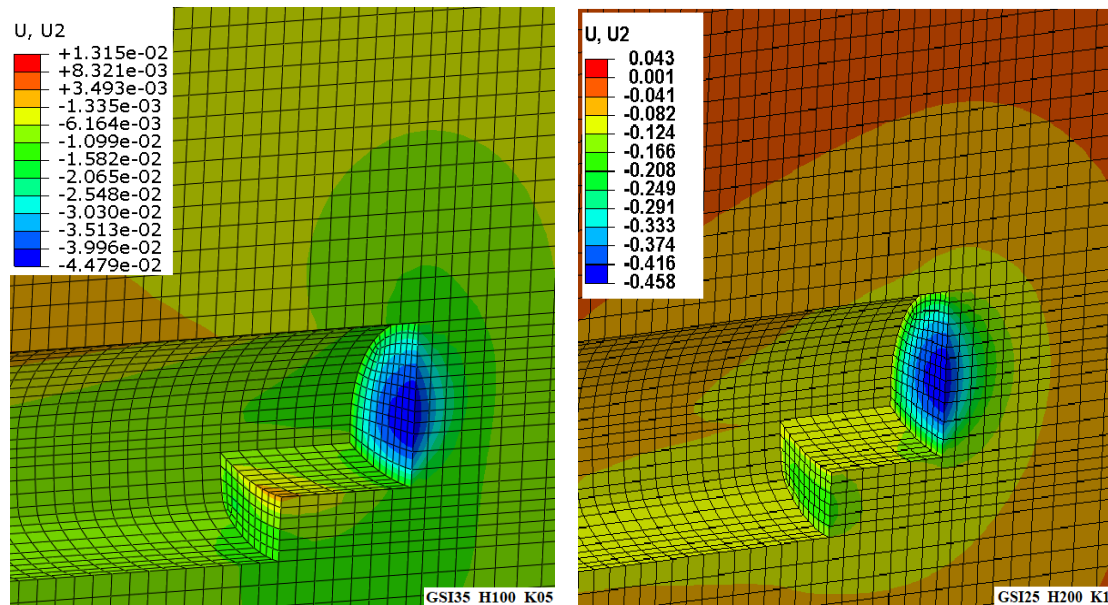 U, U2
+1.315e-02
+8.321e-03
+3.493e-03
-1.335e-03
-6.164e-03
-1.099e-02
-1.582e-02
-2.065e-02
-2.548e-02
-3.030e-02
-3.513e-02
-3.996e-02
-4.479e-02
GSI35 H100 K05
U, U2
0.043
0.001
-0.041
-0.082
-0.124
-0.166
-0.208
-0.249
-0.291
-0.333
-0.374
-0.416
-0.458
GSI25 H200 K1